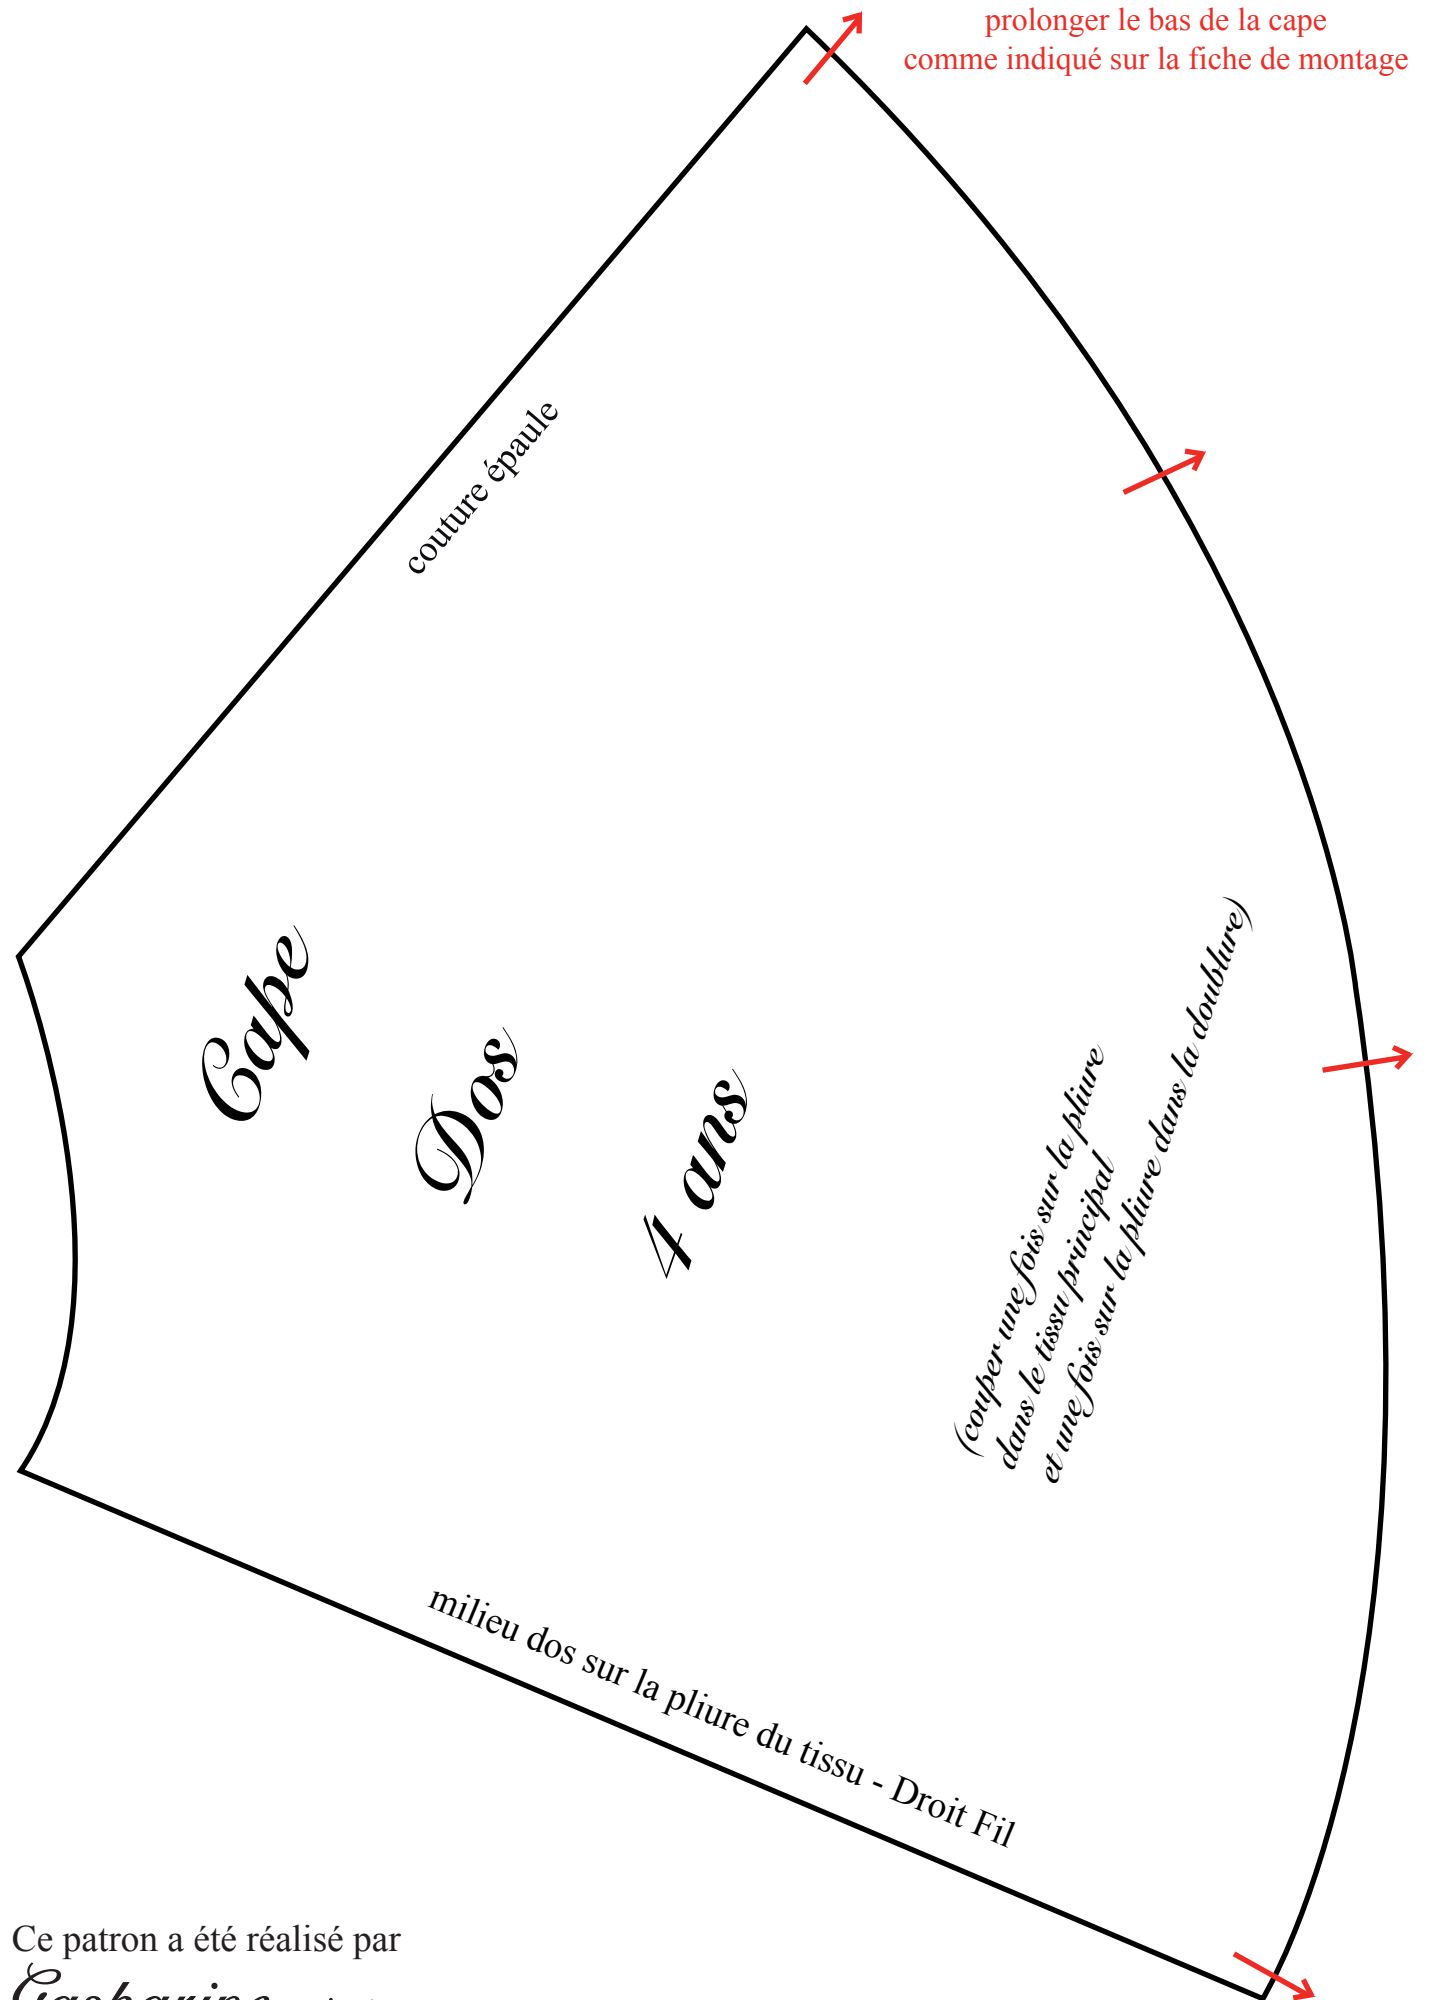 prolonger le bas de la cape
comme indiqué sur la fiche de montage
couture épaule
Cape
Dos
4 ans
(couper une fois sur la pliure
dans le tissu principal
et une fois sur la pliure dans la doublure)
milieu dos sur la pliure du tissu - Droit Fil
Ce patron a été réalisé par